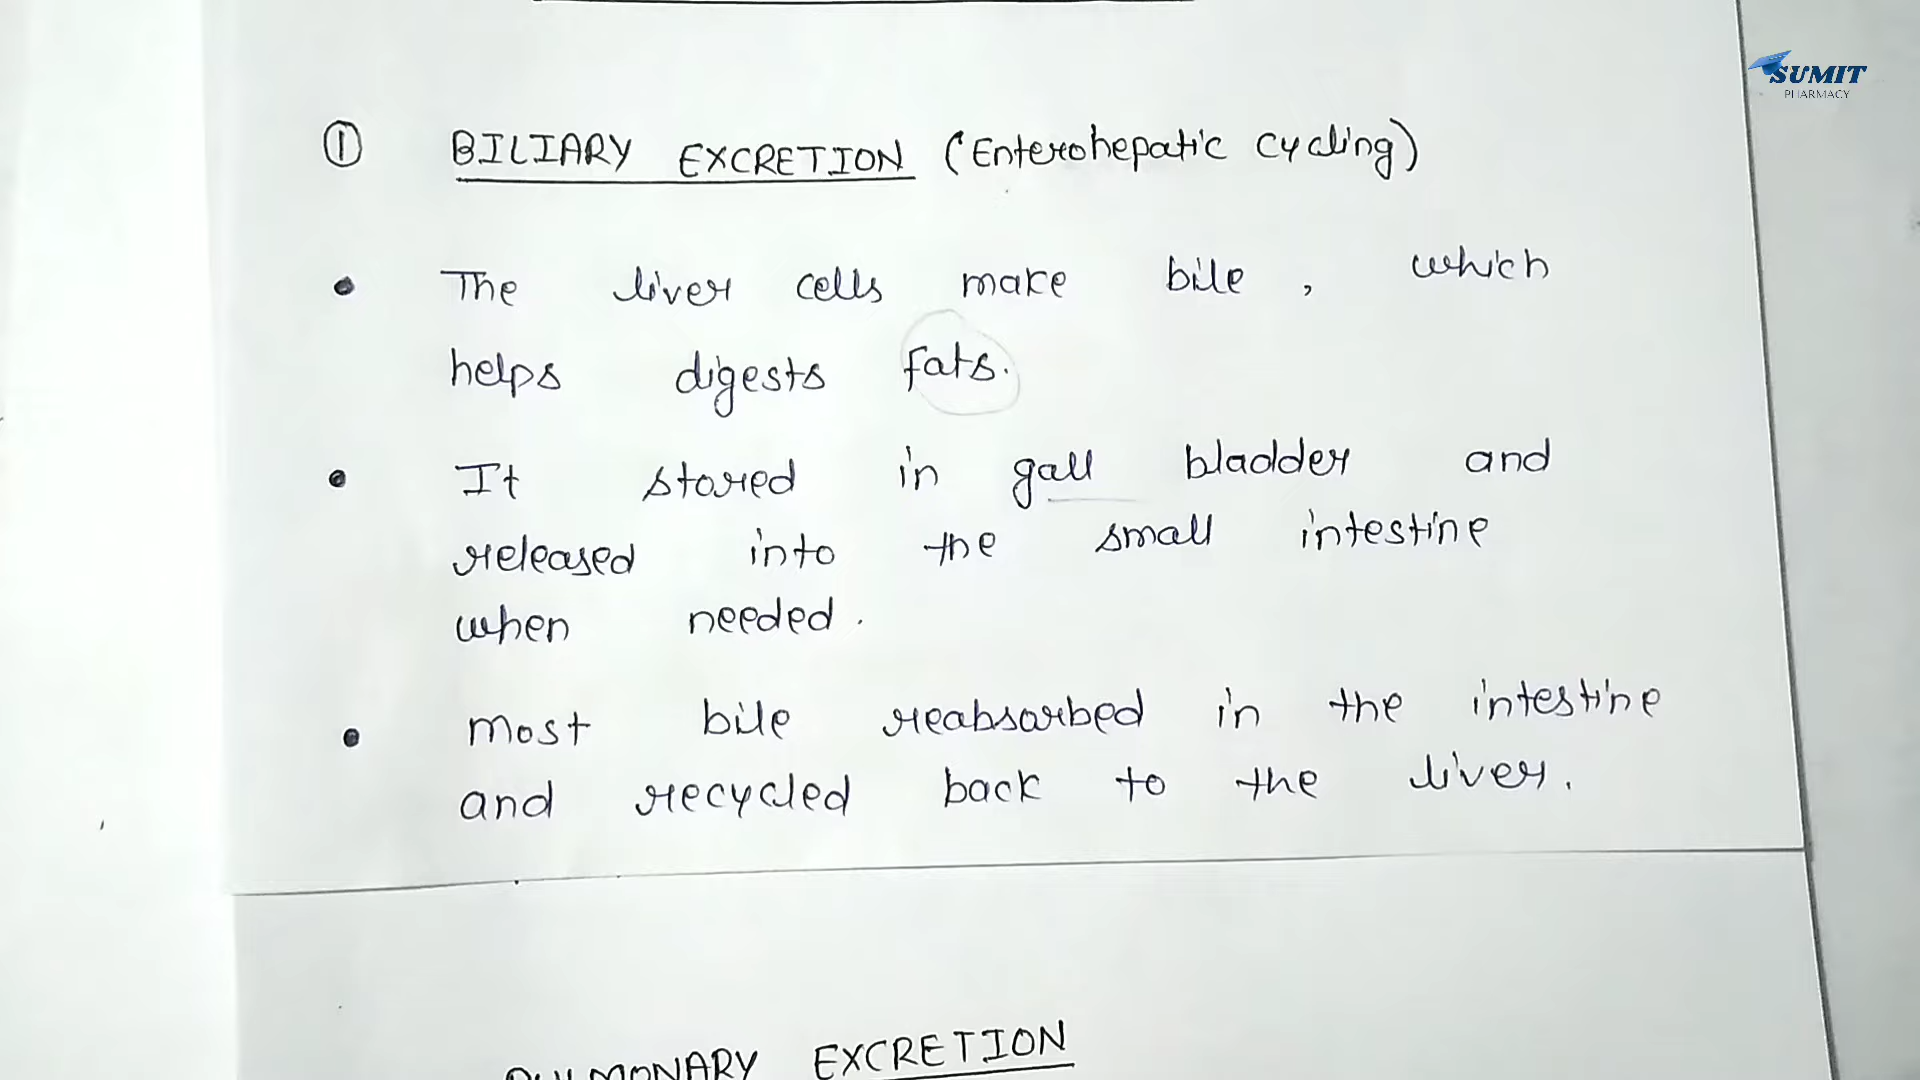 SUMIT
PHARMACY
① BILIARY EXCRETION (Enterohepatic Cycling)
• The liver cells make bile, which
helps digests fats.
• It stored in gall bladder and
released into the small intestine
when needed.
• most bile reabsorbed in the intestine
and recycled back to the liver.
PULMONARY EXCRETION